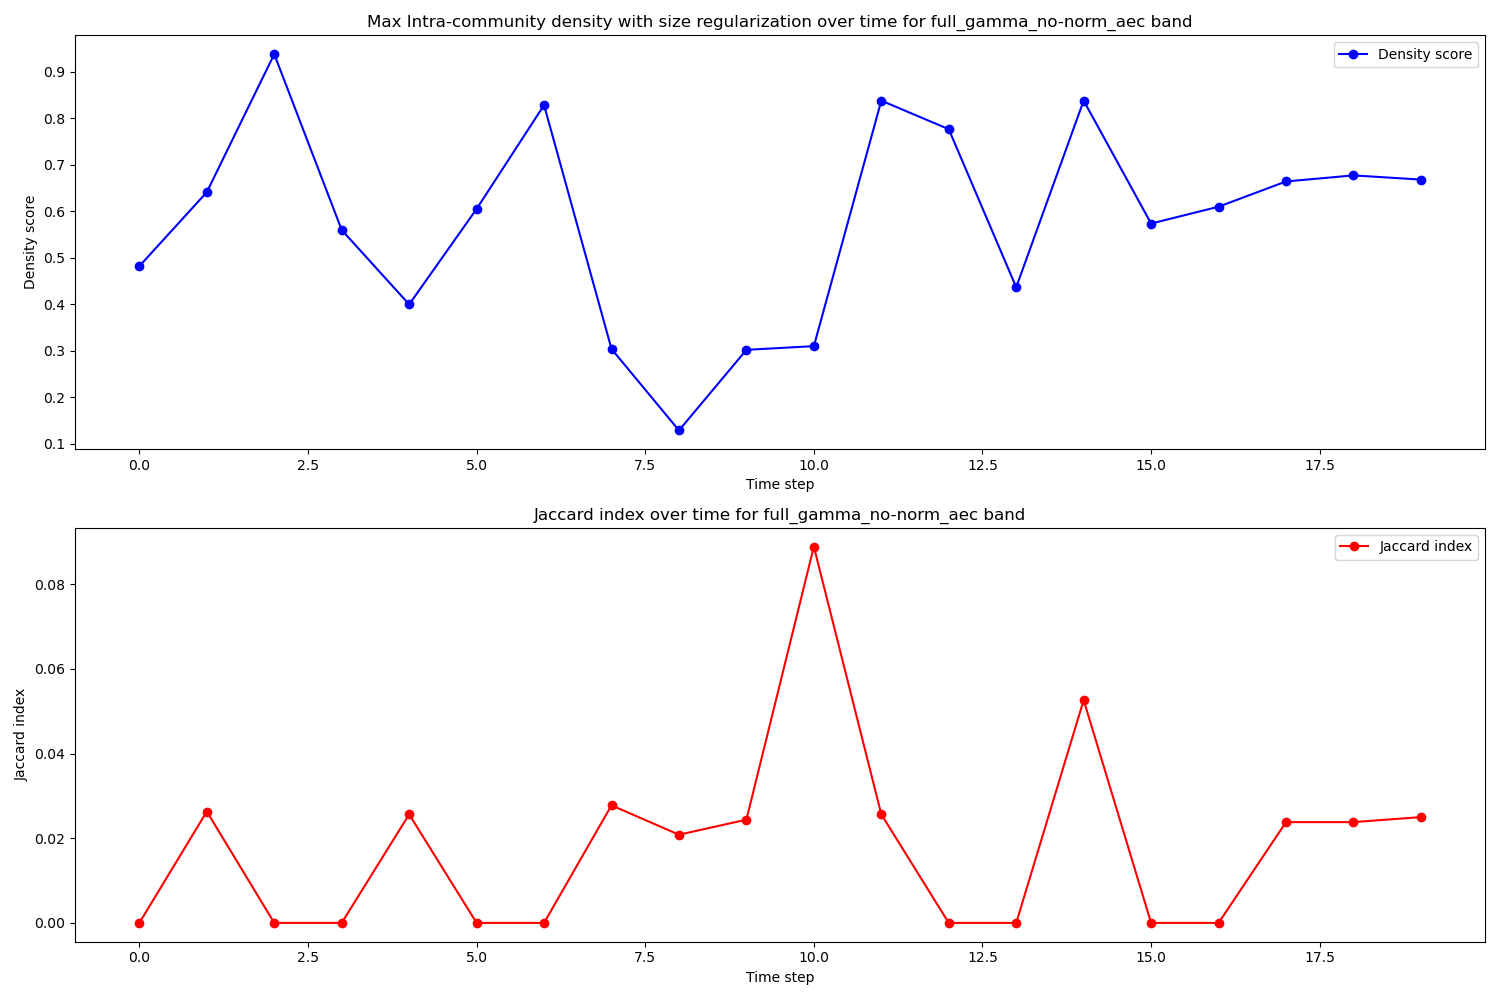 Max Intra-community density with size regularization over time for full_gamma_no-norm_aec band
Density score
0.9
0.8
0.7
0.6
0.5
0.4
0.3
0.2
0.1
Density score
0.0 2.5 5.0 7.5 10.0 12.5 15.0 17.5
Time step
Jaccard index over time for full_gamma_no-norm_aec band
Jaccard index
0.08
0.06
0.04
0.02
0.00
Jaccard index
0.0 2.5 5.0 7.5 10.0 12.5 15.0 17.5
Time step